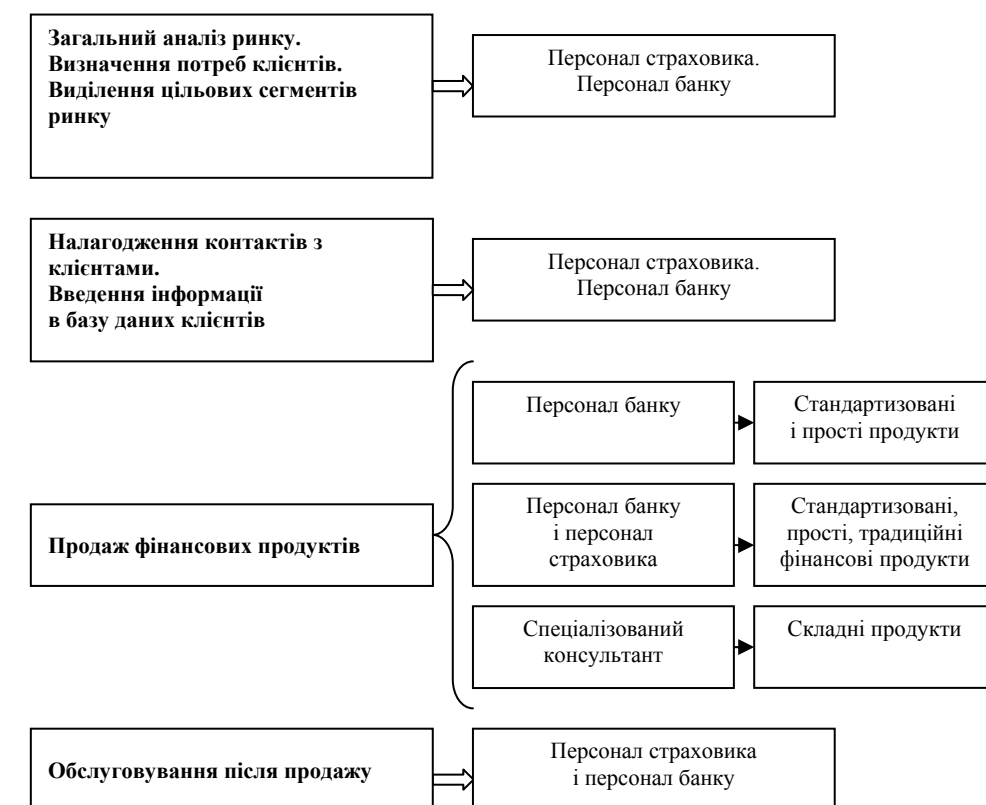 Загальний аналіз ринку.
Визначення потреб клієнтів.
Виділення цільових сегментів
ринку
Персонал страховика.
Персонал банку
Налагодження контактів з
клієнтами.
Введення інформації
в базу даних клієнтів
Персонал страховика.
Персонал банку
Продаж фінансових продуктів
Персонал банку
Стандартизовані
і прості продукти
Персонал банку
і персонал
страховика
Стандартизовані,
прості, традиційні
фінансові продукти
Спеціалізований
консультант
Складні продукти
Обслуговування після продажу
Персонал страховика
і персонал банку